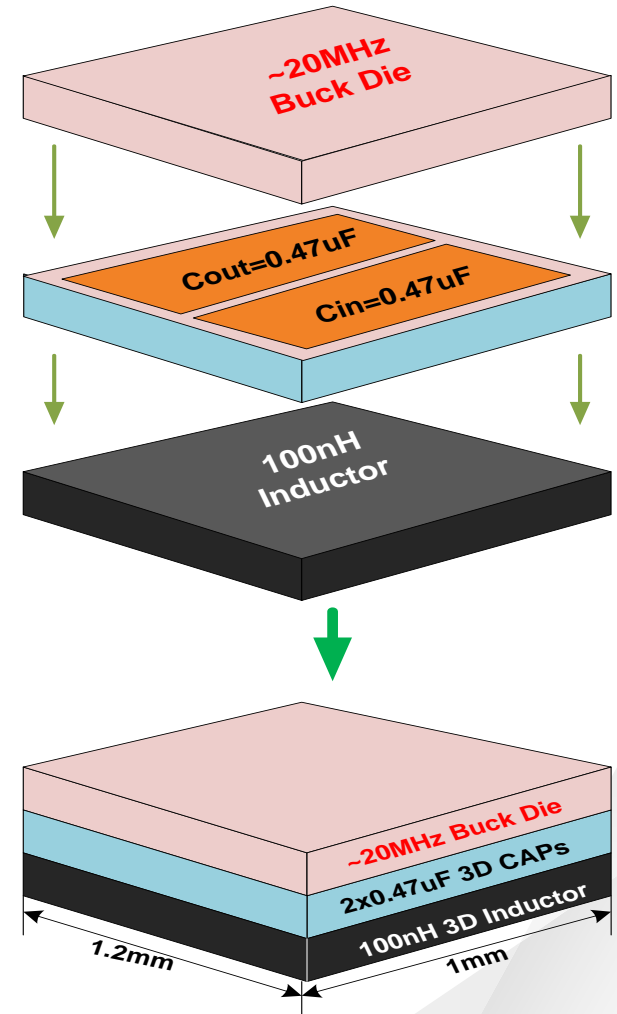 ~20MHz
Buck Die
Cout=0.47uF
Cin=0.47uF
100nH
Inductor
~20MHz Buck Die
2x0.47uF 3D CAPs
100nH 3D Inductor
1.2mm
1mm